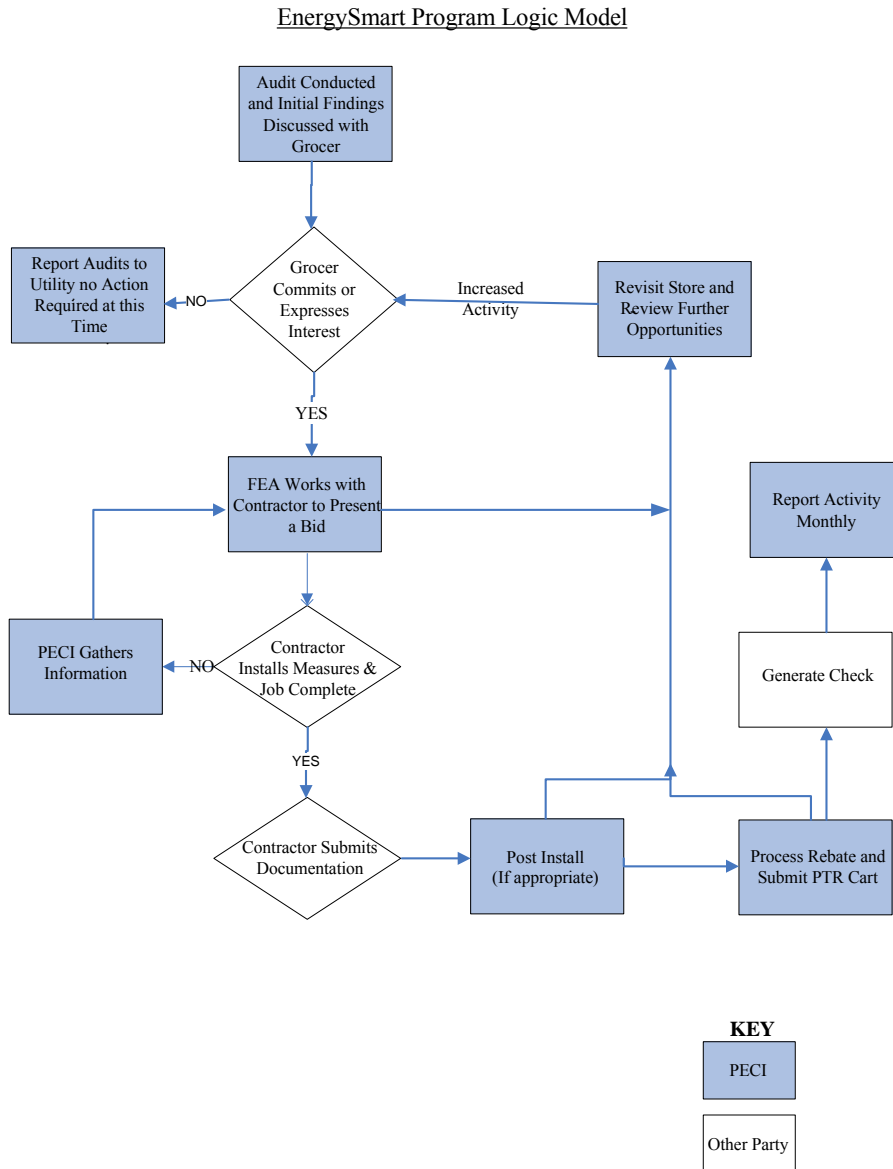 EnergySmart Program Logic Model
Audit Conducted
and Initial Findings
Discussed with
Grocer
Report Audits to
Utility no Action
Required at this
Time
NO
Grocer
Commits or
Expresses
Interest
Increased
Activity
Revisit Store and
Review Further
Opportunities
YES
FEA Works with
Contractor to Present
a Bid
Report Activity
Monthly
PECI Gathers
Information
NO
Contractor
Installs Measures &
Job Complete
Generate Check
YES
Contractor Submits
Documentation
Post Install
(If appropriate)
Process Rebate and
Submit PTR Cart
KEY
PECI
Other Party